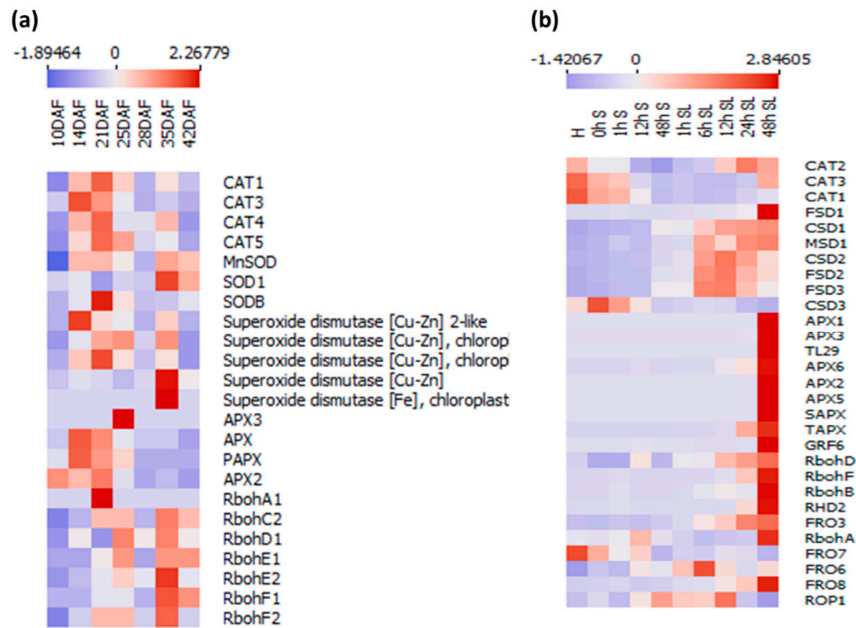 (a)
-1.89464 0 2.26779
10DAF
14DAF
21DAF
25DAF
28DAF
35DAF
42DAF
CAT1
CAT3
CAT4
CAT5
MnSOD
SOD1
SODB
Superoxide dismutase [Cu-Zn] 2-like
Superoxide dismutase [Cu-Zn], chlorop
Superoxide dismutase [Cu-Zn], chlorop
Superoxide dismutase [Cu-Zn]
Superoxide dismutase [Fe], chloroplast
APX3
APX
PAPX
APX2
RbohA1
RbohC2
RbohD1
RbohE1
RbohE2
RbohF1
RbohF2
(b)
-1.42067 0 2.84605
H
0h S
1h S
12h S
48h S
1h SL
6h SL
12h SL
24h SL
48h SL
CAT2
CAT3
CAT1
FSD1
CSD1
MSD1
CSD2
FSD2
FSD3
CSD3
APX1
APX3
TL29
APX6
APX2
APX5
SAPX
TAPX
GRF6
RbohD
RbohF
RbohB
RHD2
FRO3
RbohA
FRO7
FRO6
FRO8
ROP1